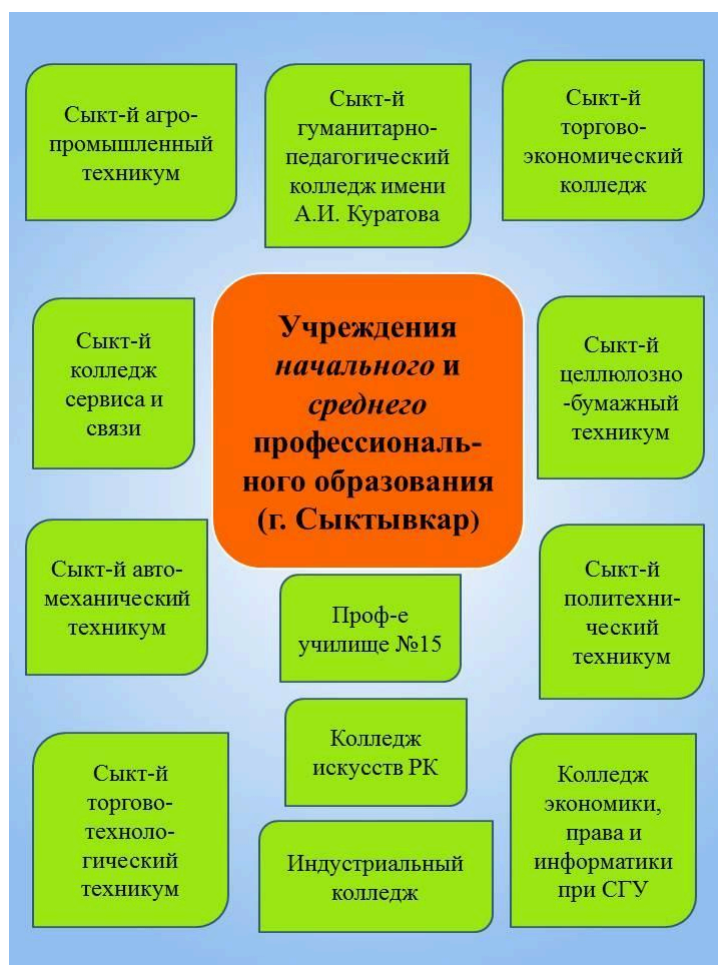 Сыкт-й агро-
промышленный
техникум
Сыкт-й
гуманитарно-
педагогический
колледж имени
А.И. Куратова
Сыкт-й
торгово-
экономический
колледж
Учреждения
начального и
среднего
профессиональ-
ного образования
(г. Сыктывкар)
Сыкт-й
колледж
сервиса и
связи
Сыкт-й
целлюлозно
-бумажный
техникум
Сыкт-й авто-
механический
техникум
Проф-е
училище №15
Сыкт-й
политехни-
ческий
техникум
Сыкт-й
торгово-
техноло-
гический
техникум
Колледж
искусств РК
Индустриальный
колледж
Колледж
экономики,
права и
информатики
при СГУ